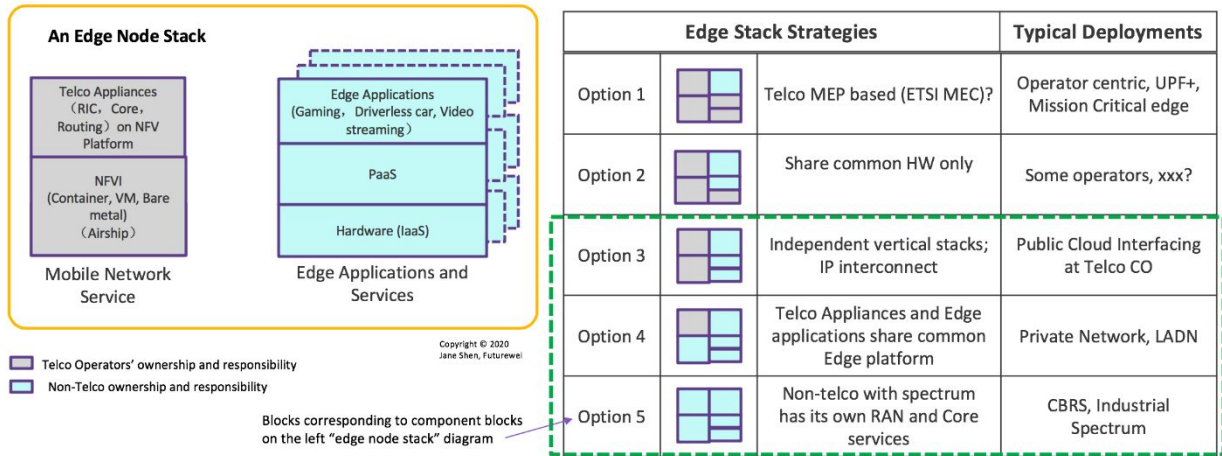 An Edge Node Stack
Telco Appliances
（RIC， Core，
Routing）on NFV
Platform
NFVI
(Container, VM, Bare
metal)
（Airship）
Mobile Network
Service
Edge Applications
(Gaming， Driverless car, Video
streaming）
PaaS
Hardware (IaaS)
Edge Applications and
Services
Copyright © 2020
Jane Shen, Futurewei
Telco Operators’ ownership and responsibility
Non-Telco ownership and responsibility
Blocks corresponding to component blocks
on the left “edge node stack” diagram
Edge Stack Strategies
Typical Deployments
Option 1
Telco MEP based (ETSI MEC)?
Operator centric, UPF+,
Mission Critical edge
Option 2
Share common HW only
Some operators, xxx?
Option 3
Independent vertical stacks;
IP interconnect
Public Cloud Interfacing
at Telco CO
Option 4
Telco Appliances and Edge
applications share common
Edge platform
Private Network, LADN
Option 5
Non-telco with spectrum
has its own RAN and Core
services
CBRS, Industrial
Spectrum